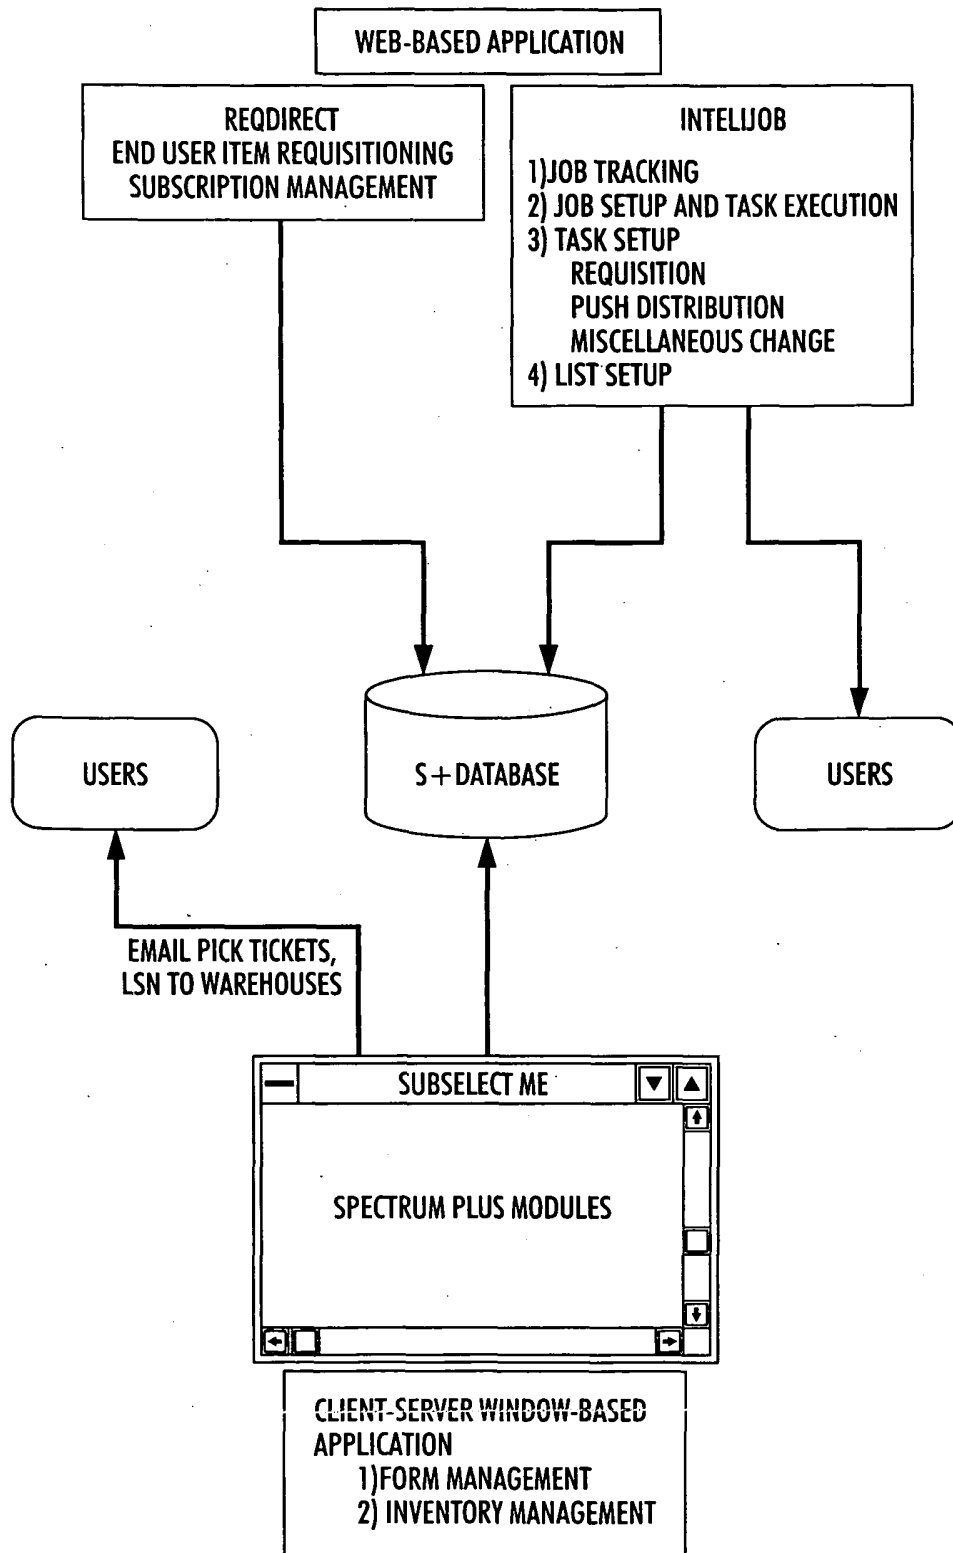 WEB-BASED APPLICATION
REQDIRECT
END USER ITEM REQUISITIONING
SUBSCRIPTION MANAGEMENT
INTELIJOB
1)JOB TRACKING
2) JOB SETUP AND TASK EXECUTION
3) TASK SETUP
REQUISITION
PUSH DISTRIBUTION
MISCELLANEOUS CHANGE
4) LIST SETUP
USERS
S+DATABASE
USERS
EMAIL PICK TICKETS,
LSN TO WAREHOUSES
SUBSELECT ME
SPECTRUM PLUS MODULES
CLIENT-SERVER WINDOW-BASED
APPLICATION
1)FORM MANAGEMENT
2) INVENTORY MANAGEMENT